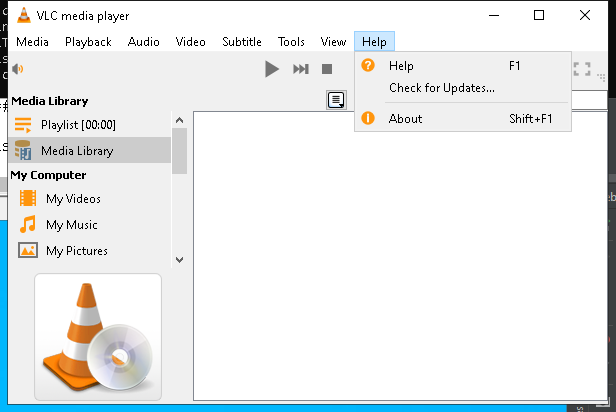 VLC media player
Media Playback Audio Video Subtitle Tools View Help
Help F1
Check for Updates...
About Shift+F1
Media Library
Playlist [00:00]
Media Library
My Computer
My Videos
My Music
My Pictures